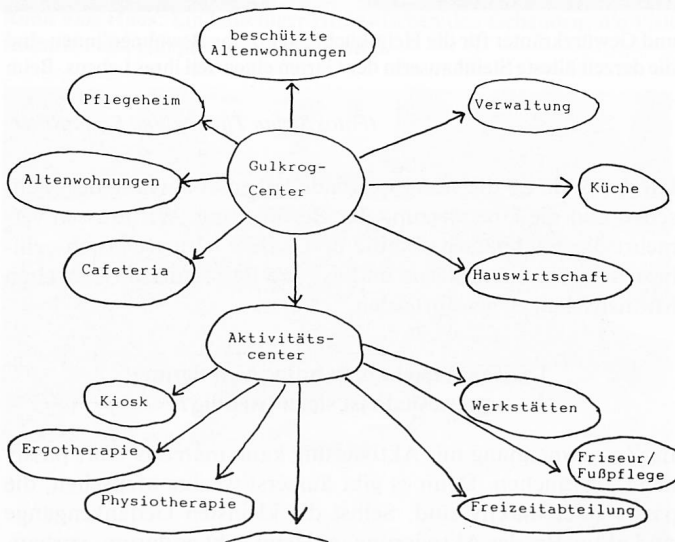 beschützte
Altenwohnungen
Pflegeheim
Verwaltung
Gulkrog-
Center
Altenwohnungen
Küche
Cafeteria
Hauswirtschaft
Aktivitäts-
center
Kiosk
Werkstätten
Ergotherapie
Friseur/
Fußpflege
Physiotherapie
Freizeitabteilung